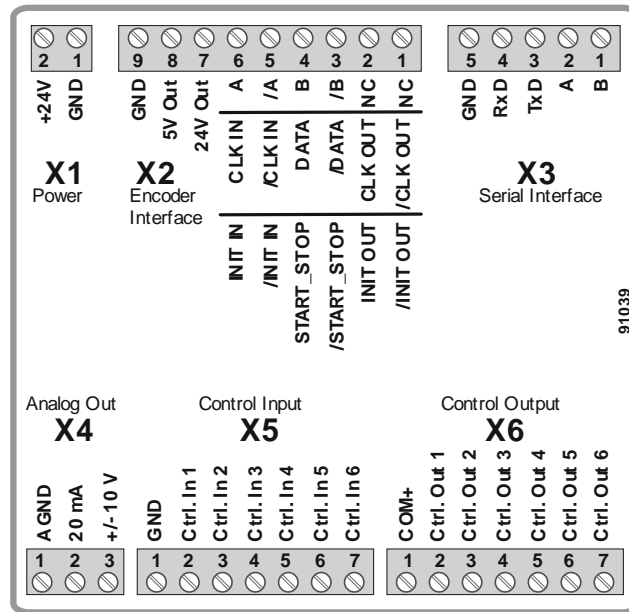 2 1
+24V GND
X1
Power
9 8 7 6 5 4 3 2 1
GND 5V Out 24V Out A /A B /B NC NC
CLK IN /CLK IN DATA /DATA CLK OUT /CLK OUT
INIT IN /INIT IN START_STOP /START_STOP INIT OUT /INIT OUT
X2
Encoder
Interface
5 4 3 2 1
GND RxD TxD A B
X3
Serial Interface
91039
Analog Out
X4
AGND 20 mA +/- 10 V
1 2 3
Control Input
X5
GND Ctrl. In 1 Ctrl. In 2 Ctrl. In 3 Ctrl. In 4 Ctrl. In 5 Ctrl. In 6
1 2 3 4 5 6 7
Control Output
X6
COM+ Ctrl. Out 1 Ctrl. Out 2 Ctrl. Out 3 Ctrl. Out 4 Ctrl. Out 5 Ctrl. Out 6
1 2 3 4 5 6 7